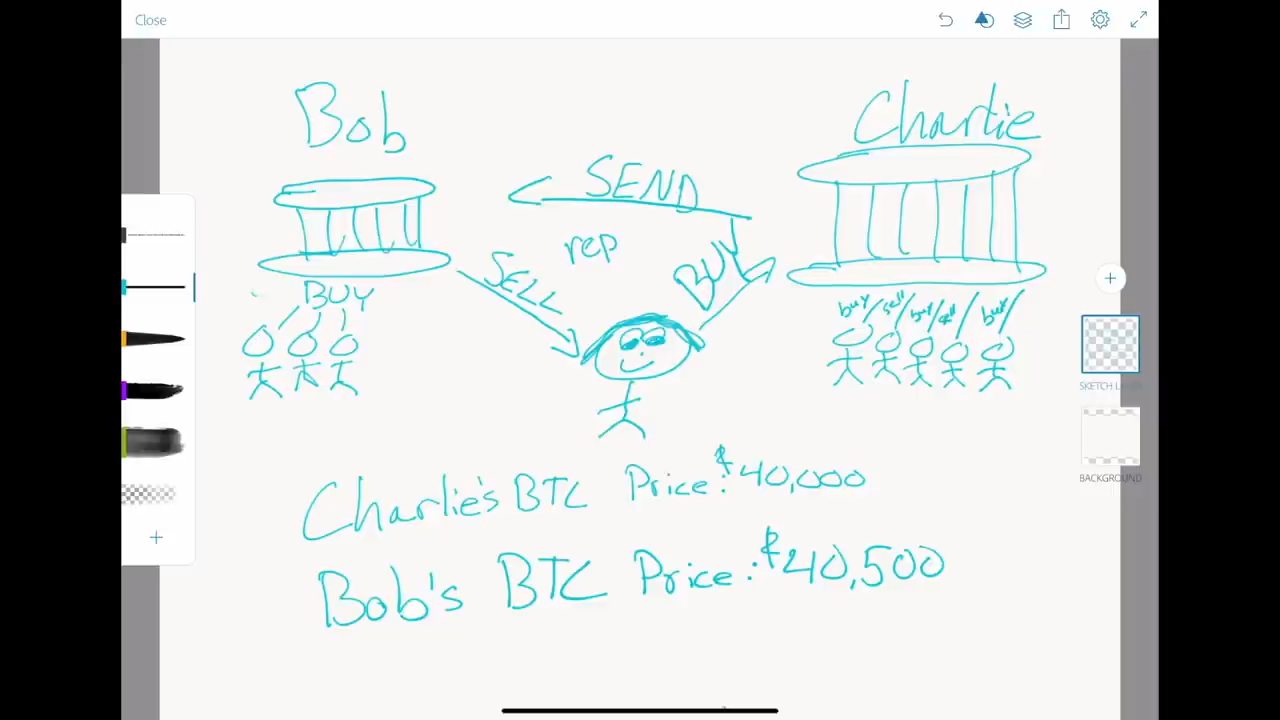 Close
Bob
Charlie
SEND
rep
SELL
BUY
BUY
buy/ sell/ buy/ sell/ buy/
SKETCH LA
BACKGROUND
Charlie's BTC Price: $40,000
Bob's BTC Price: $40,500